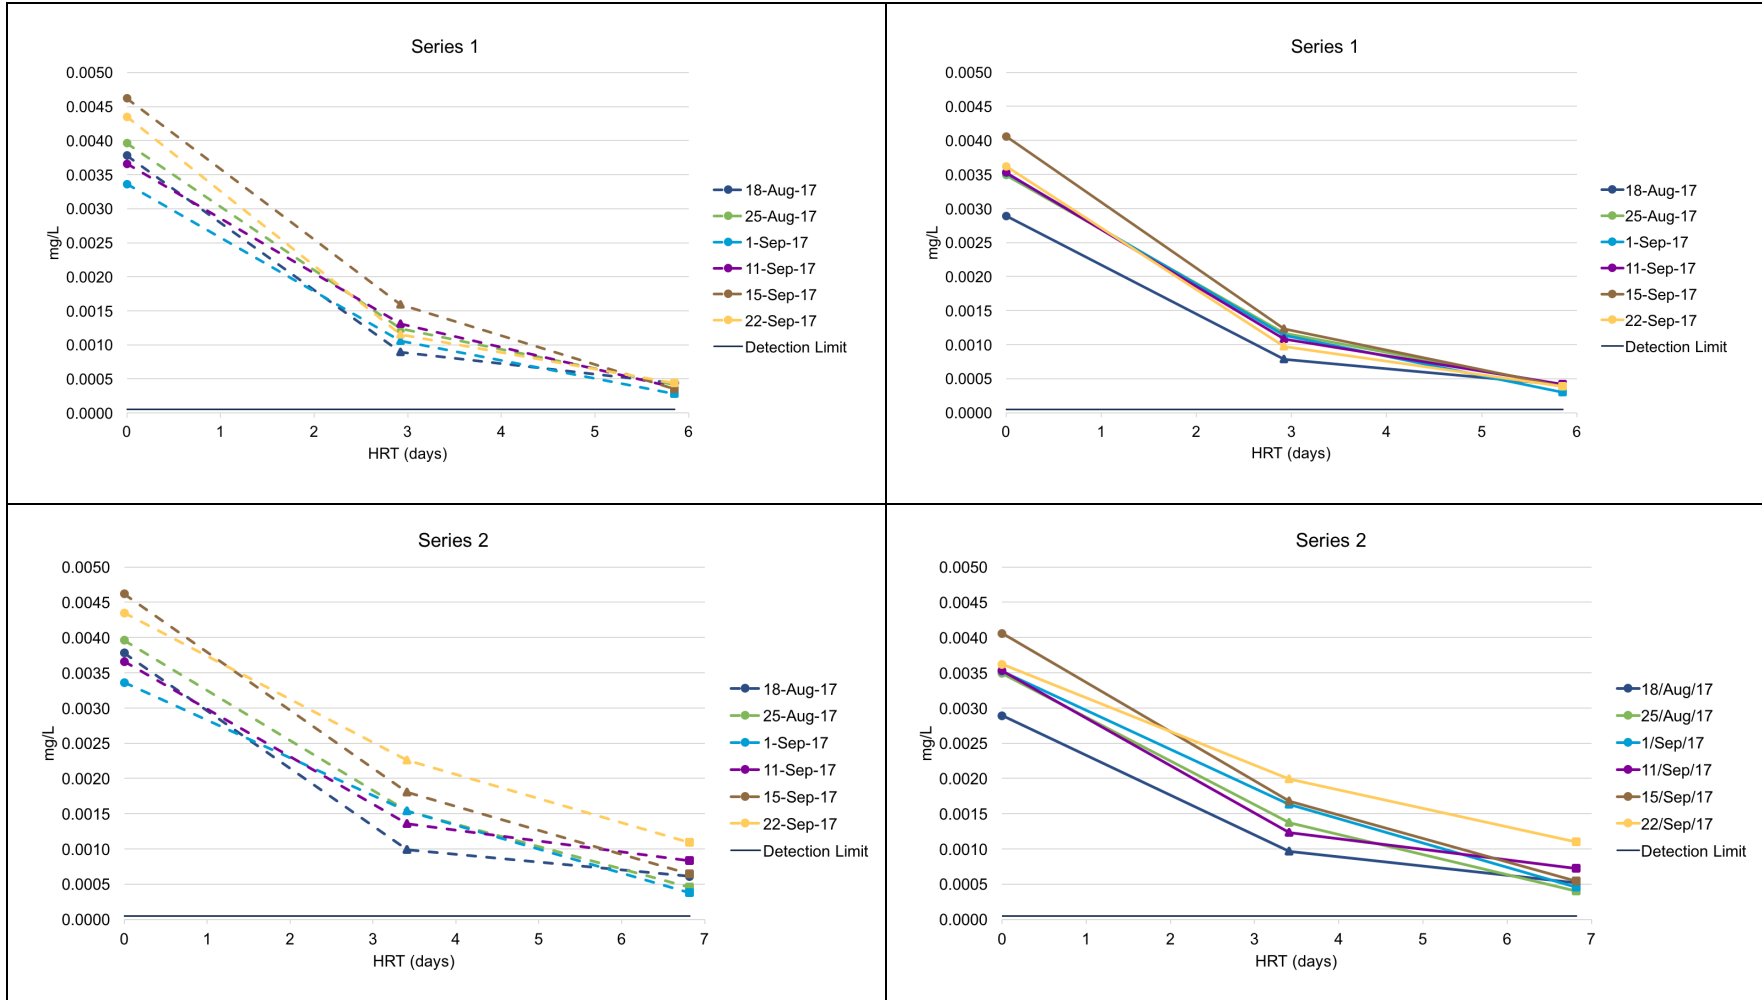 Series 1
0.0050
0.0045
0.0040
0.0035
0.0030
0.0025
0.0020
0.0015
0.0010
0.0005
0.0000
mg/L
0 1 2 3 4 5 6
HRT (days)
18-Aug-17
25-Aug-17
1-Sep-17
11-Sep-17
15-Sep-17
22-Sep-17
Detection Limit
Series 1
0.0050
0.0045
0.0040
0.0035
0.0030
0.0025
0.0020
0.0015
0.0010
0.0005
0.0000
mg/L
0 1 2 3 4 5 6
HRT (days)
18-Aug-17
25-Aug-17
1-Sep-17
11-Sep-17
15-Sep-17
22-Sep-17
Detection Limit
Series 2
0.0050
0.0045
0.0040
0.0035
0.0030
0.0025
0.0020
0.0015
0.0010
0.0005
0.0000
mg/L
0 1 2 3 4 5 6 7
HRT (days)
18-Aug-17
25-Aug-17
1-Sep-17
11-Sep-17
15-Sep-17
22-Sep-17
Detection Limit
Series 2
0.0050
0.0045
0.0040
0.0035
0.0030
0.0025
0.0020
0.0015
0.0010
0.0005
0.0000
mg/L
0 1 2 3 4 5 6 7
HRT (days)
18/Aug/17
25/Aug/17
1/Sep/17
11/Sep/17
15/Sep/17
22/Sep/17
Detection Limit